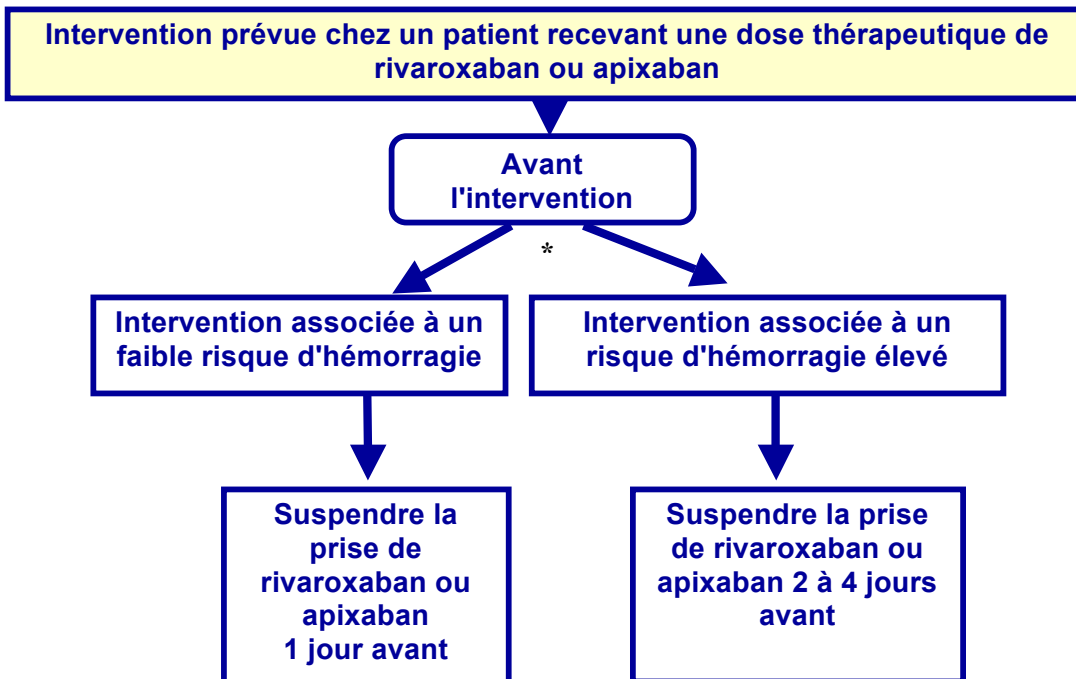 Intervention prévue chez un patient recevant une dose thérapeutique de
rivaroxaban ou apixaban
Avant
l'intervention
*
Intervention associée à un
faible risque d'hémorragie
Intervention associée à un
risque d'hémorragie élevé
Suspendre la
prise de
rivaroxaban ou
apixaban
1 jour avant
Suspendre la prise
de rivaroxaban ou
apixaban 2 à 4 jours
avant